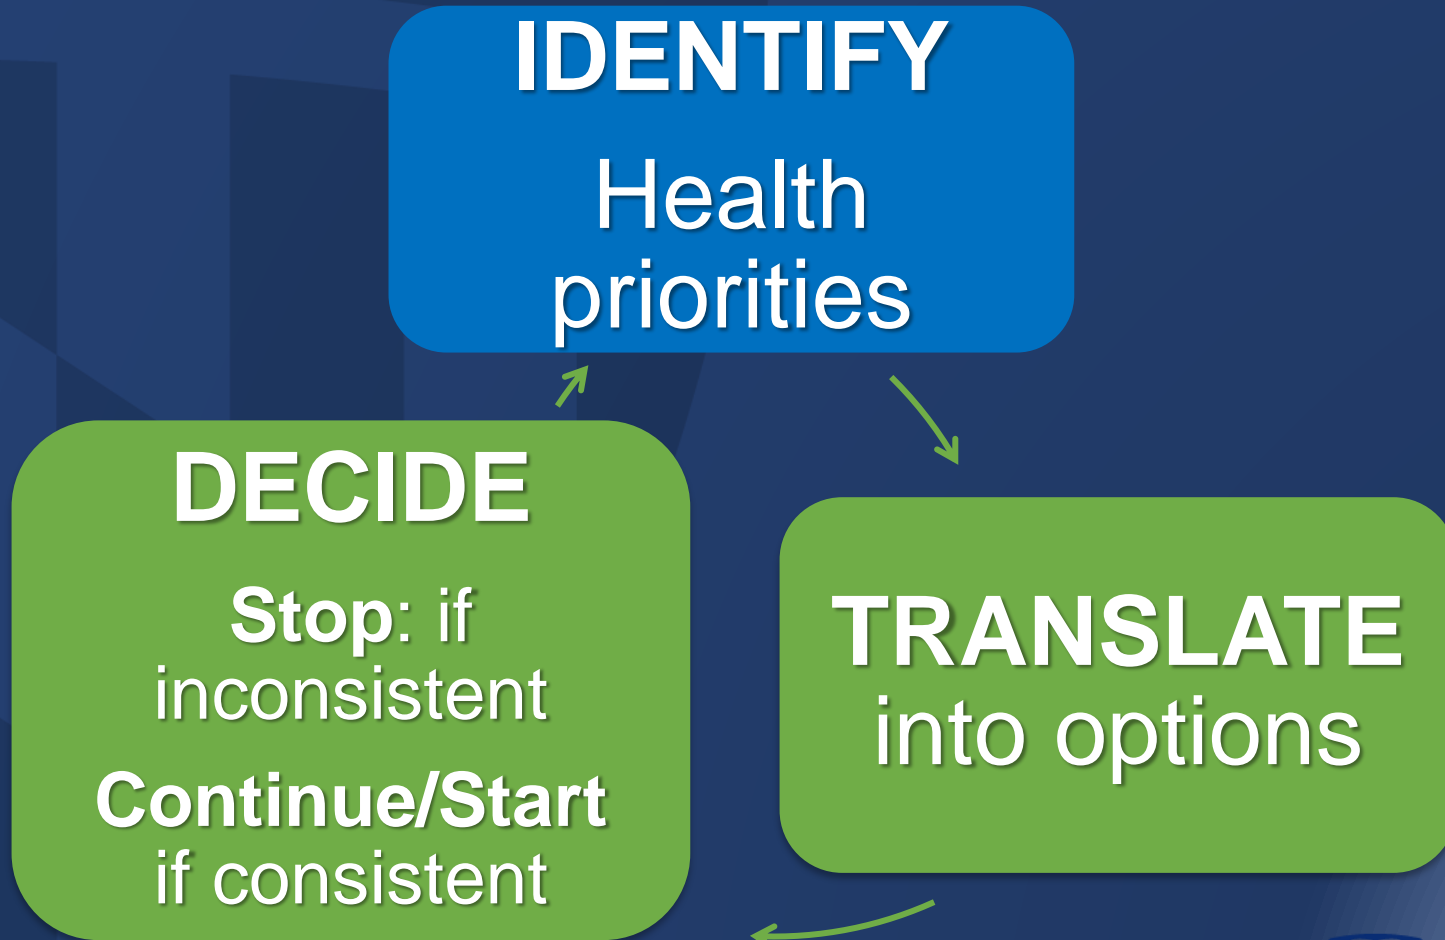 IDENTIFY
Health
priorities
DECIDE
Stop: if
inconsistent
Continue/Start
if consistent
TRANSLATE
into options